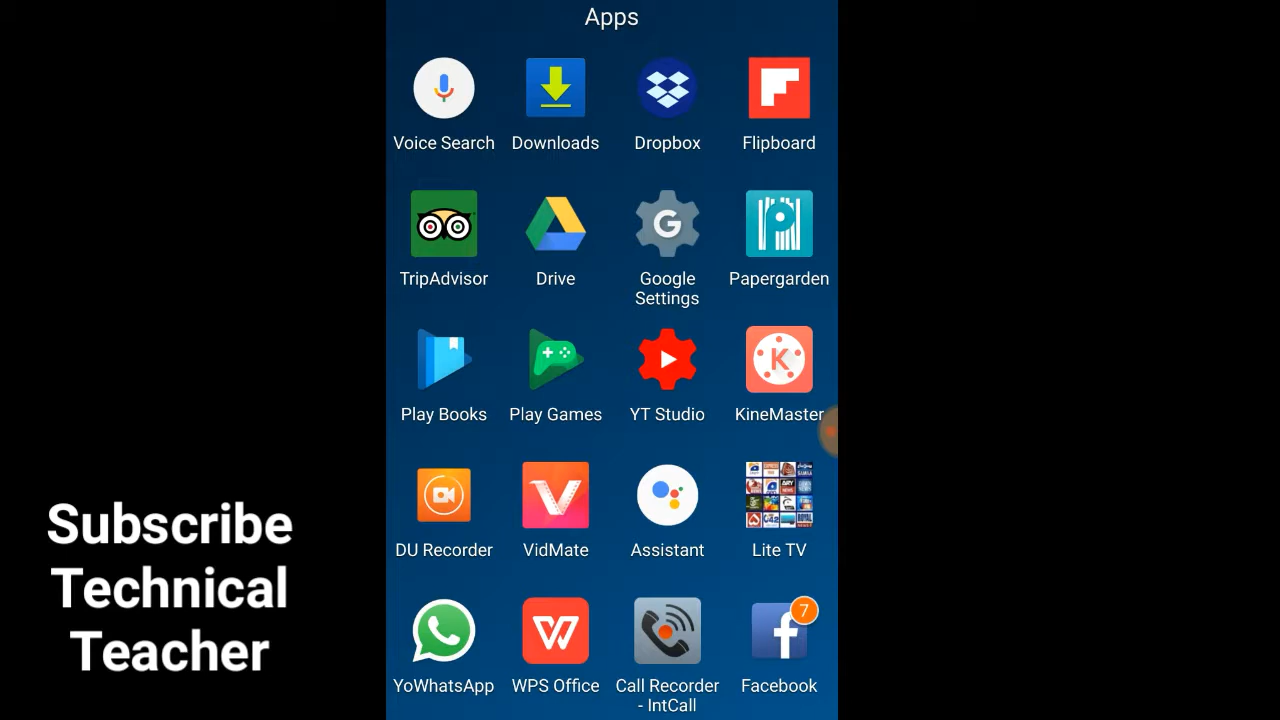 Apps
Voice Search Downloads Dropbox Flipboard
TripAdvisor Drive Google Settings Papergarden
Play Books Play Games YT Studio KineMaster
K
DU Recorder VidMate Assistant Lite TV
7
YoWhatsApp WPS Office Call Recorder - IntCall Facebook
Subscribe
Technical
Teacher